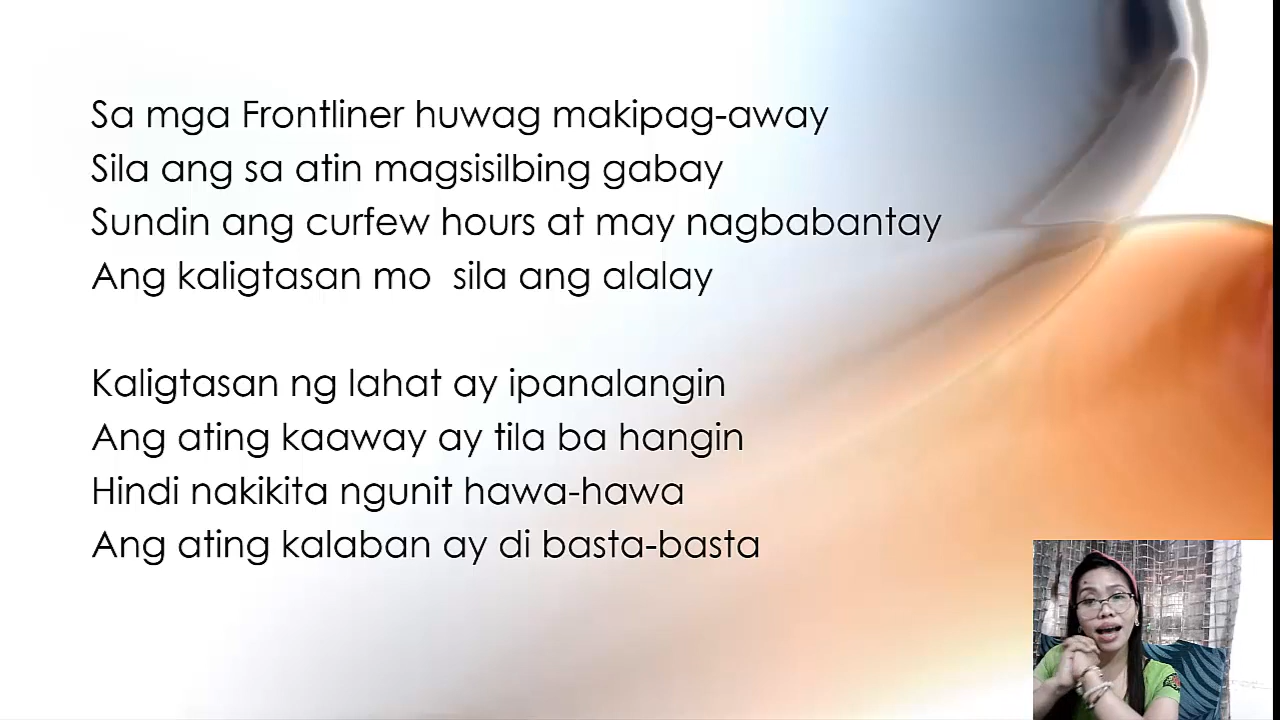 Sa mga Frontliner huwag makipag-away
Sila ang sa atin magsisilbing gabay
Sundin ang curfew hours at may nagbabantay
Ang kaligtasan mo  sila ang alalay
Kaligtasan ng lahat ay ipanalangin
Ang ating kaaway ay tila ba hangin
Hindi nakikita ngunit hawa-hawa
Ang ating kalaban ay di basta-basta